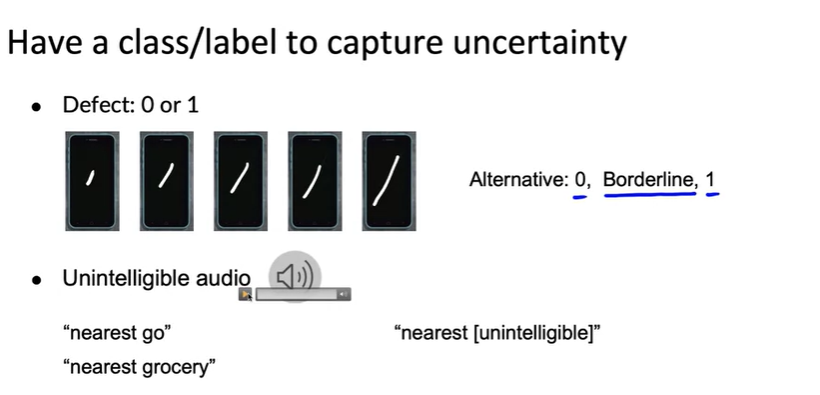 Have a class/label to capture uncertainty
• Defect: 0 or 1
Alternative: 0, Borderline, 1
• Unintelligible audio
“nearest go”
“nearest [unintelligible]”
“nearest grocery”